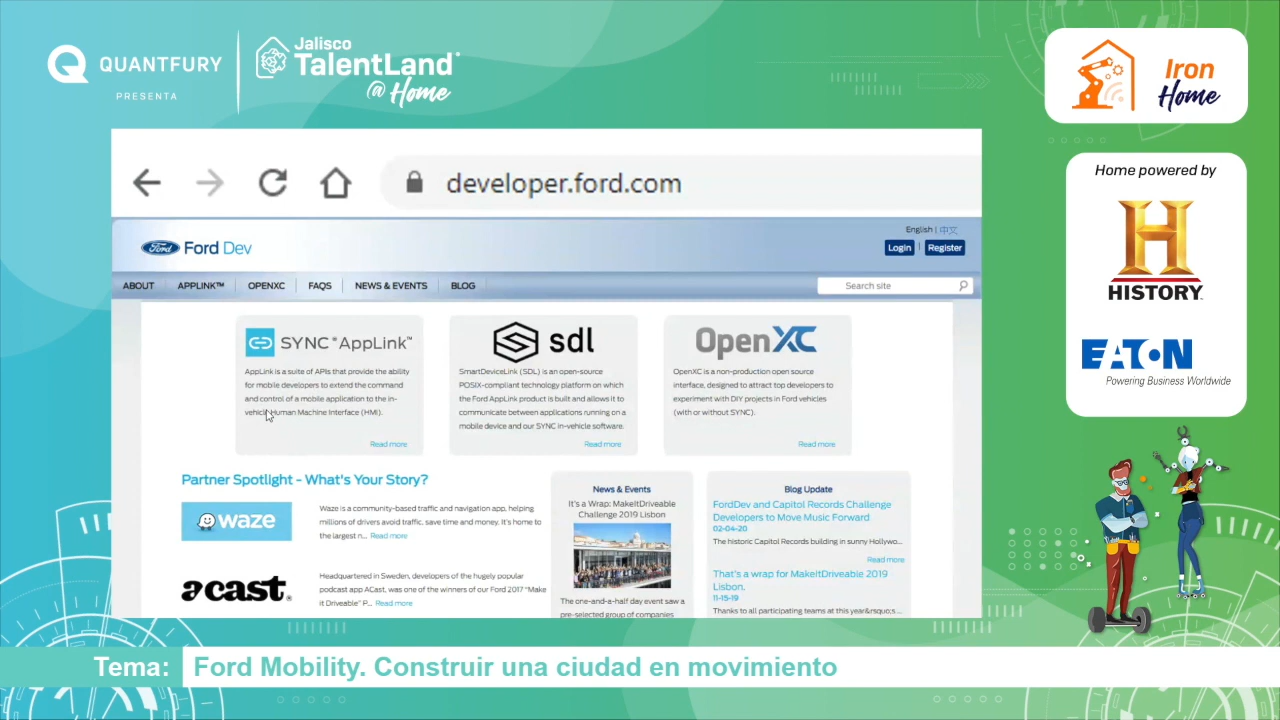 QUANTFURY
PRESENTA
Jalisco
TalentLand
@ Home
Iron
Home
Home powered by
H
HISTORY
EATON
Powering Business Worldwide
developer.ford.com
Ford Ford Dev
English | 中文
Login | Register
ABOUT APPLINK™ OPENXC FAQS NEWS & EVENTS BLOG
Search site
SYNC® AppLink™
AppLink is a suite of APIs that provide the ability
for mobile developers to extend the command
and control of a mobile application to the in-
vehicle Human Machine Interface (HMI).
Read more
sdl
SmartDeviceLink (SDL) is an open-source
POSIX-compliant technology platform on which
the Ford AppLink product is built and allows it to
communicate between applications running on a
mobile device and our SYNC in-vehicle software.
Read more
OpenXC
OpenXC is a non-production open source
interface, designed to attract top developers to
experiment with DIY projects in Ford vehicles
(with or without SYNC).
Read more
Partner Spotlight - What's Your Story?
waze
Waze is a community-based traffic and navigation app, helping
millions of drivers avoid traffic, save time and money. It's home to
the largest n... Read more
acast
Headquartered in Sweden, developers of the hugely popular
podcast app ACast, was one of the winners of our Ford 2017 "Make
it Driveable" P... Read more
News & Events
It's a Wrap: MakeItDriveable
Challenge 2019 Lisbon
The one-and-a-half day event saw a
pre-selected group of companies
Blog Update
FordDev and Capitol Records Challenge
Developers to Move Music Forward
02-04-20
The historic Capitol Records building in sunny Hollywo...
Read more
That's a wrap for MakeItDriveable 2019
Lisbon.
11-15-19
Thanks to all participating teams at this year&rsquo;s...
Tema: Ford Mobility. Construir una ciudad en movimiento